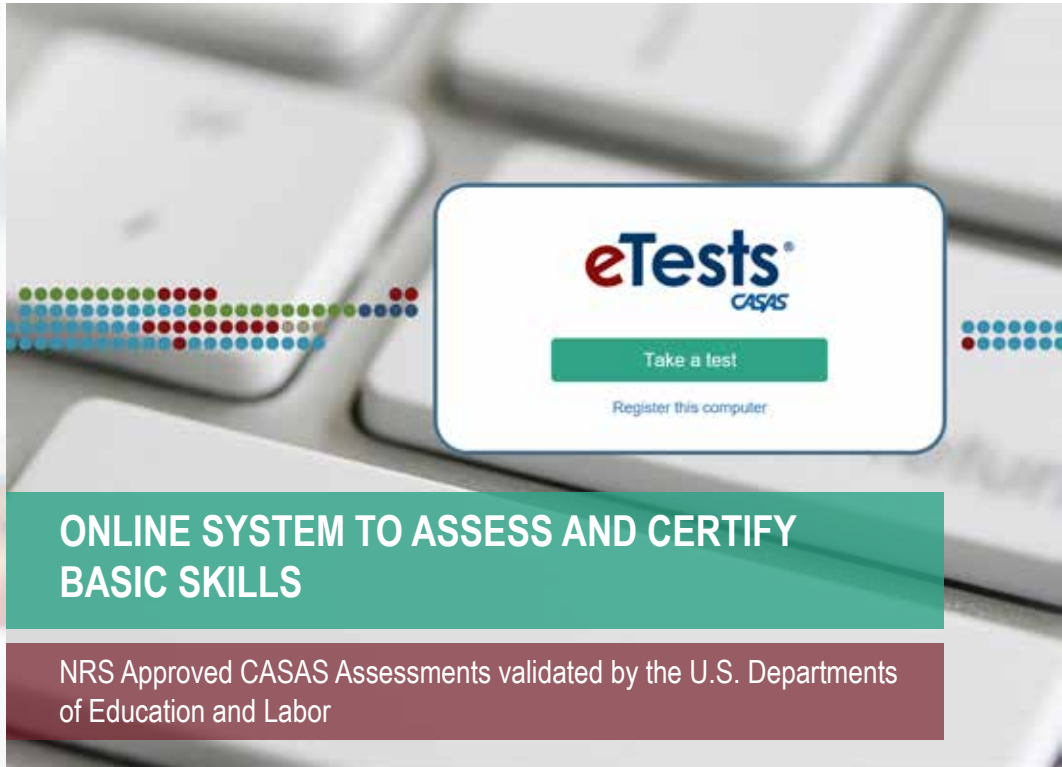 eTests®
CASAS
Take a test
Register this computer
ONLINE SYSTEM TO ASSESS AND CERTIFY
BASIC SKILLS
NRS Approved CASAS Assessments validated by the U.S. Departments
of Education and Labor